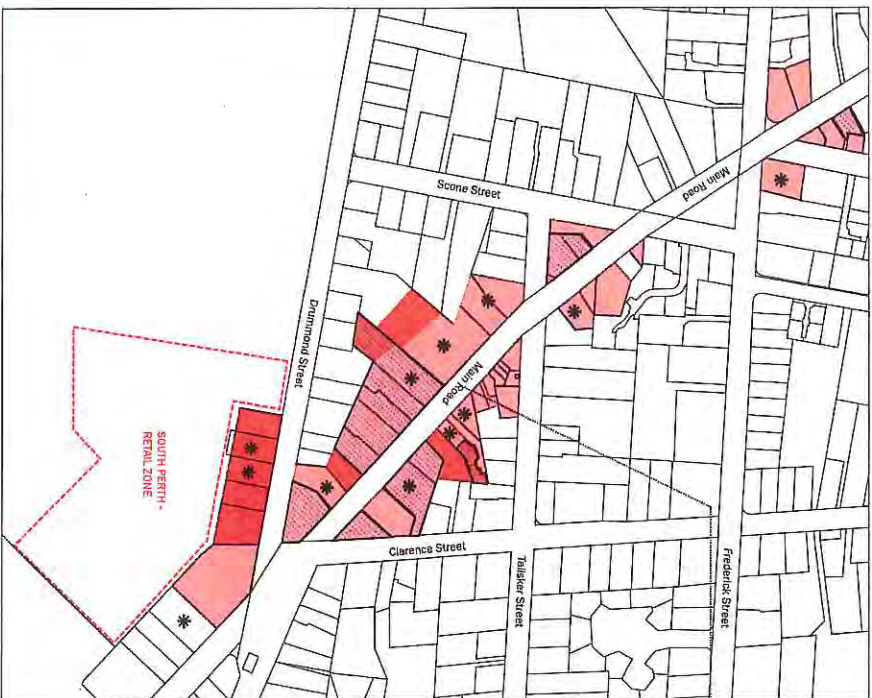 Main Road
Scone Street
Drummond Street
Main Road
SOUTH PERTH -
RETAIL ZONE
Clarence Street
Talisker Street
Frederick Street